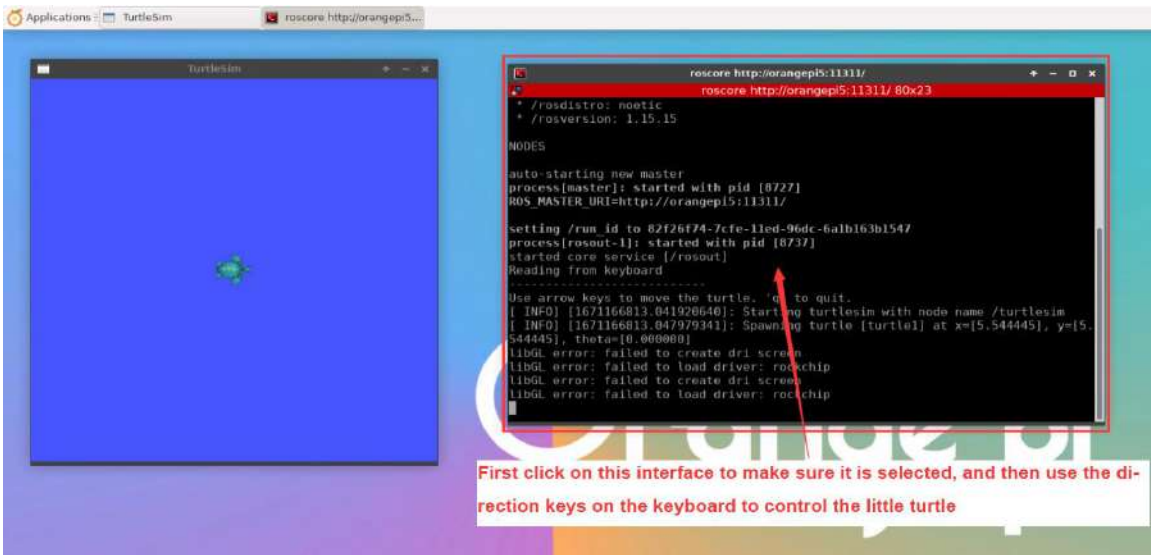 Applications
TurtleSim
roscore http://orangepi5...
TurtleSim
roscore http://orangepi5:11311/
roscore http://orangepi5:11311/ 80x23
* /rosdistro: noetic
* /rosversion: 1.15.15
NODES
auto-starting new master
process[master]: started with pid [8727]
ROS_MASTER_URI=http://orangepi5:11311/
setting /run_id to 82f26f74-7cfe-11ed-96dc-6a1b163b1547
process[rosout-1]: started with pid [8737]
started core service [/rosout]
Reading from keyboard
---------------------------
Use arrow keys to move the turtle. 'q' to quit.
[ INFO] [1671166813.041920640]: Starting turtlesim with node name /turtlesim
[ INFO] [1671166813.047979341]: Spawning turtle [turtle1] at x=[5.544445], y=[5.
544445], theta=[0.000000]
libGL error: failed to create dri screen
libGL error: failed to load driver: rockchip
libGL error: failed to create dri screen
libGL error: failed to load driver: rockchip
Orange Pi
First click on this interface to make sure it is selected, and then use the di-
rection keys on the keyboard to control the little turtle